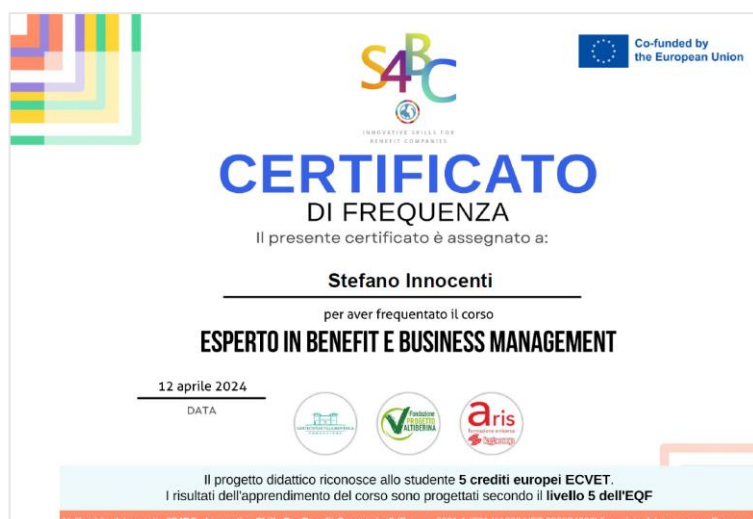 S4BC
INNOVATIVE SKILLS FOR
BENEFIT COMPANIES
Co-funded by
the European Union
CERTIFICATO
DI FREQUENZA
Il presente certificato è assegnato a:
Stefano Innocenti
per aver frequentato il corso
ESPERTO IN BENEFIT E BUSINESS MANAGEMENT
12 aprile 2024
DATA
Fondazione
PROGETTO
VALTIBERINA
aris
formazione e ricerca
legacoop
Il progetto didattico riconosce allo studente 5 crediti europei ECVET.
I risultati dell'apprendimento del corso sono progettati secondo il livello 5 dell'EQF